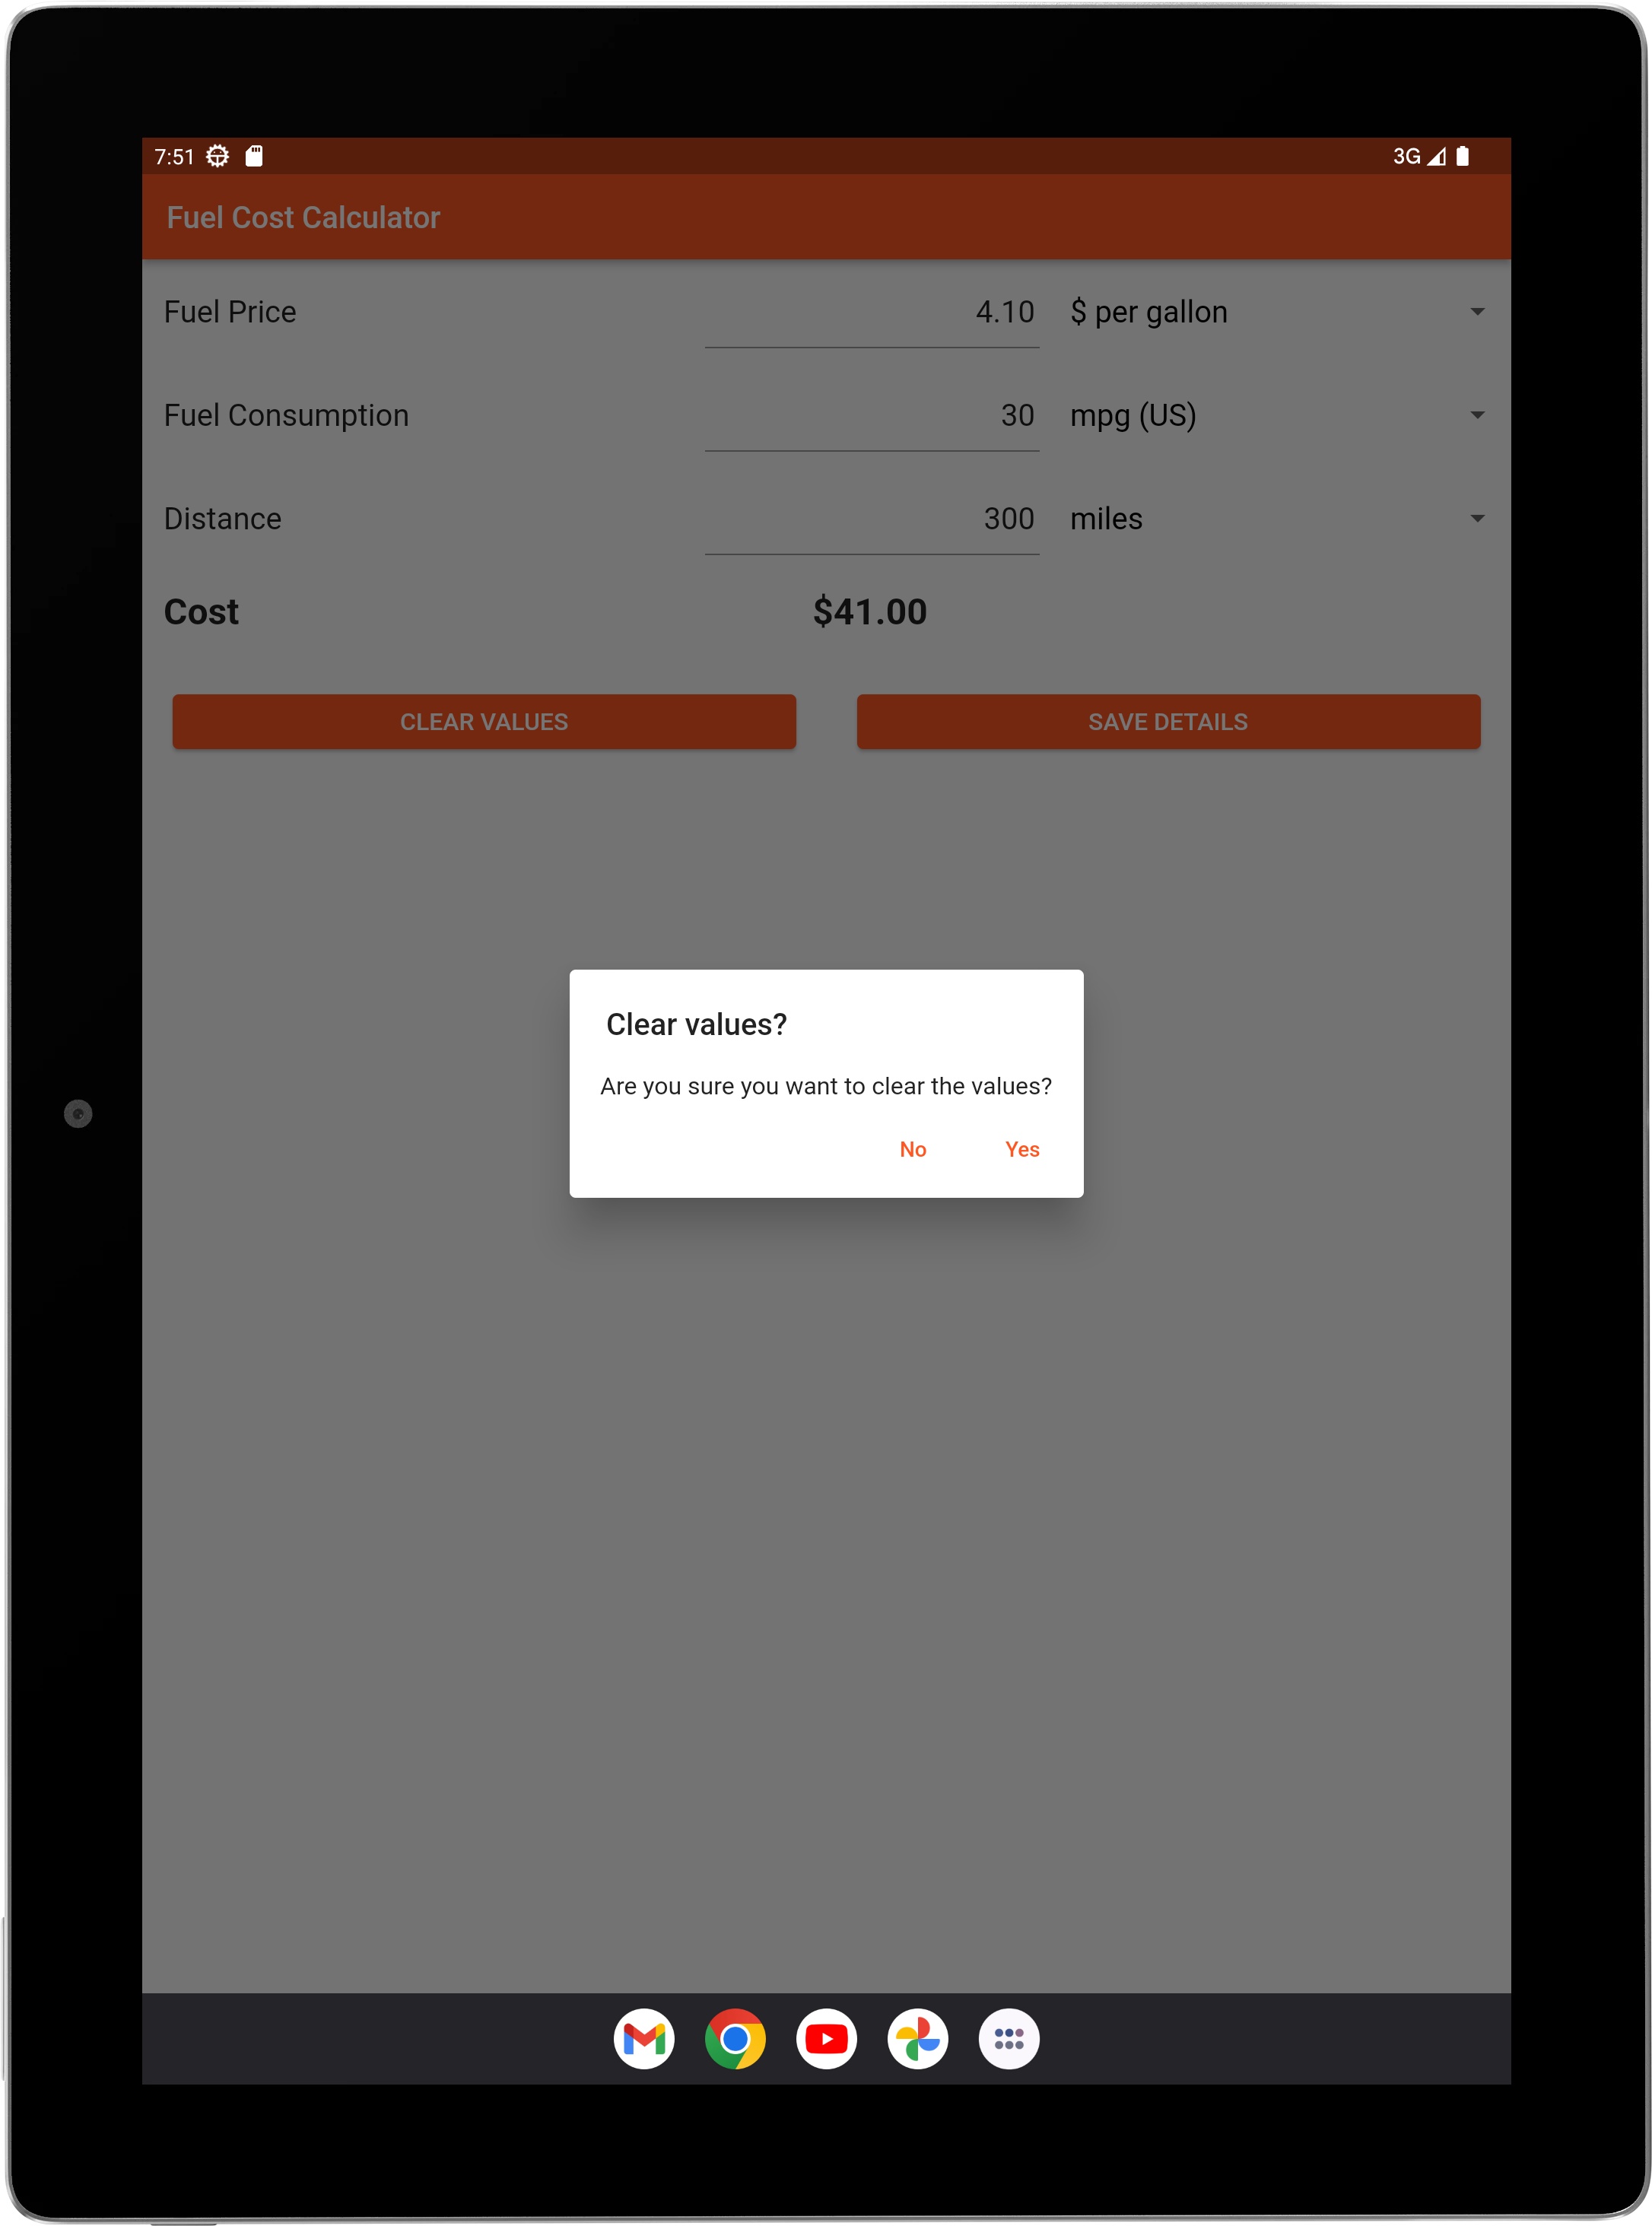 7:51
3G
Fuel Cost Calculator
Fuel Price 4.10 $ per gallon
Fuel Consumption 30 mpg (US)
Distance 300 miles
Cost $41.00
CLEAR VALUES SAVE DETAILS
Clear values?
Are you sure you want to clear the values?
No Yes